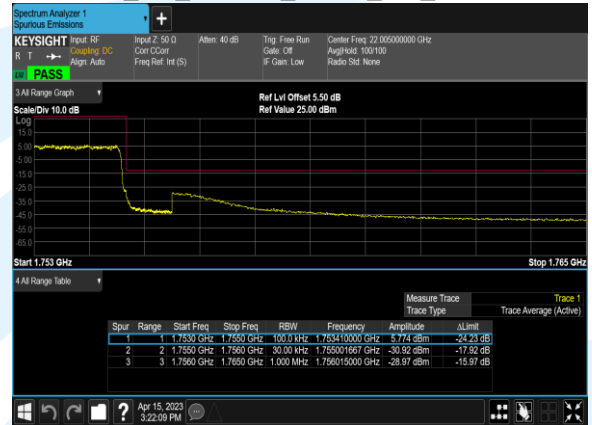 Spectrum Analyzer 1
Spurious Emissions
+
KEYSIGHT Input: RF Input Z: 50 Ω Atten: 40 dB Trig: Free Run Center Freq: 22.005000000 GHz
R T Coupling: DC Corr CCorr Gate: Off Avg|Hold: 100/100
Align: Auto Freq Ref: Int (S) IF Gain: Low Radio Std: None
LXI PASS
3 All Range Graph Ref Lvl Offset 5.50 dB
Scale/Div 10.0 dB Ref Value 25.00 dBm
Log
15.0
5.00
-5.00
-15.0
-25.0
-35.0
-45.0
-55.0
-65.0
Start 1.753 GHz Stop 1.765 GHz
4 All Range Table
Measure Trace Trace 1
Trace Type Trace Average (Active)
Spur Range Start Freq Stop Freq RBW Frequency Amplitude ΔLimit
1 1 1.7530 GHz 1.7550 GHz 100.0 kHz 1.753410000 GHz 5.774 dBm -24.23 dB
2 2 1.7550 GHz 1.7560 GHz 30.00 kHz 1.755001667 GHz -30.92 dBm -17.92 dB
3 3 1.7560 GHz 1.7650 GHz 1.000 MHz 1.756015000 GHz -28.97 dBm -15.97 dB
? Apr 15, 2023
3:22:09 PM